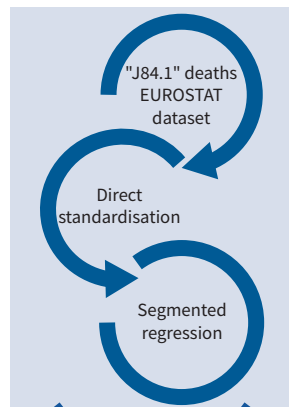 "J84.1" deaths
EUROSTAT
dataset
Direct
standardisation
Segmented
regression